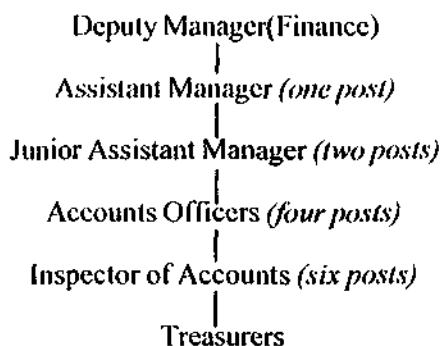 Deputy Manager(Finance)
Assistant Manager (one post)
Junior Assistant Manager (two posts)
Accounts Officers (four posts)
Inspector of Accounts (six posts)
Treasurers